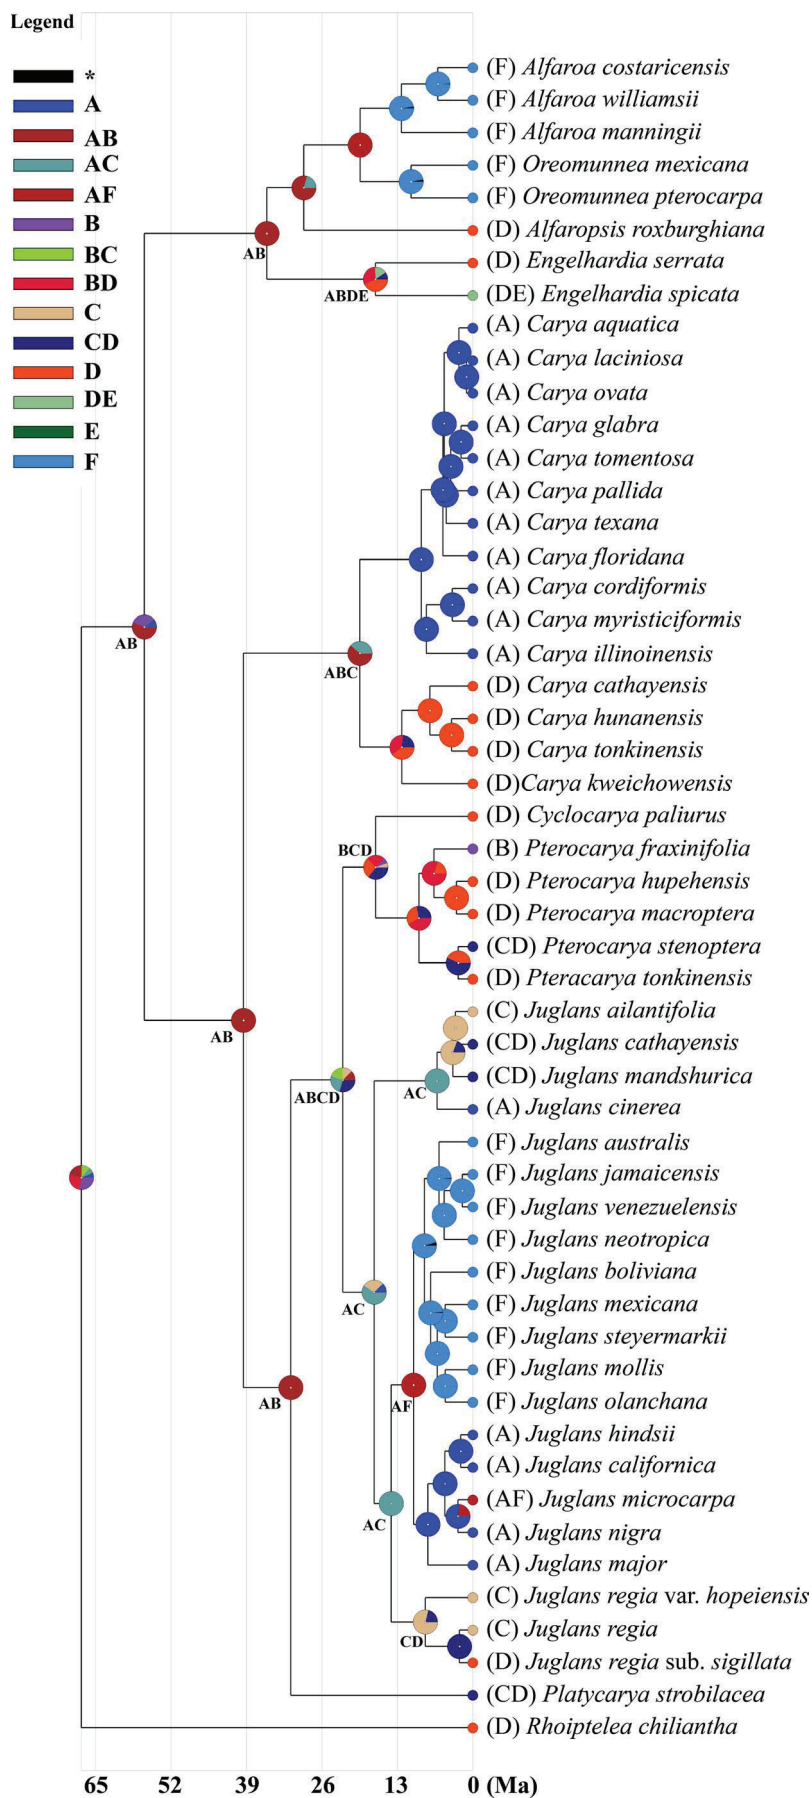 Legend
*
A
AB
AC
AF
B
BC
BD
C
CD
D
DE
E
F
(F) Alfaroa costaricensis
(F) Alfaroa williamsii
(F) Alfaroa manningii
(F) Oreomunnea mexicana
(F) Oreomunnea pterocarpa
(D) Alfaropsis roxburghiana
AB
(D) Engelhardia serrata
ABDE
(DE) Engelhardia spicata
(A) Carya aquatica
(A) Carya laciniosa
(A) Carya ovata
(A) Carya glabra
(A) Carya tomentosa
(A) Carya pallida
(A) Carya texana
(A) Carya floridana
(A) Carya cordiformis
(A) Carya myristiciformis
AB
(A) Carya illinoinensis
ABC
(D) Carya cathayensis
(D) Carya hunanensis
(D) Carya tonkinensis
(D)Carya kweichowensis
(D) Cyclocarya paliurus
BCD
(B) Pterocarya fraxinifolia
(D) Pterocarya hupehensis
(D) Pterocarya macroptera
(CD) Pterocarya stenoptera
(D) Pteracarya tonkinensis
(C) Juglans ailantifolia
AB
(CD) Juglans cathayensis
(CD) Juglans mandshurica
ABCD
AC
(A) Juglans cinerea
(F) Juglans australis
(F) Juglans jamaicensis
(F) Juglans venezuelensis
(F) Juglans neotropica
(F) Juglans boliviana
(F) Juglans mexicana
AC
(F) Juglans steyermarkii
(F) Juglans mollis
(F) Juglans olanchana
AB
AF
(A) Juglans hindsii
(A) Juglans californica
(AF) Juglans microcarpa
AC
(A) Juglans nigra
(A) Juglans major
(C) Juglans regia var. hopeiensis
(C) Juglans regia
CD
(D) Juglans regia sub. sigillata
(CD) Platycarya strobilacea
(D) Rhoiptelea chiliantha
65 52 39 26 13 0 (Ma)